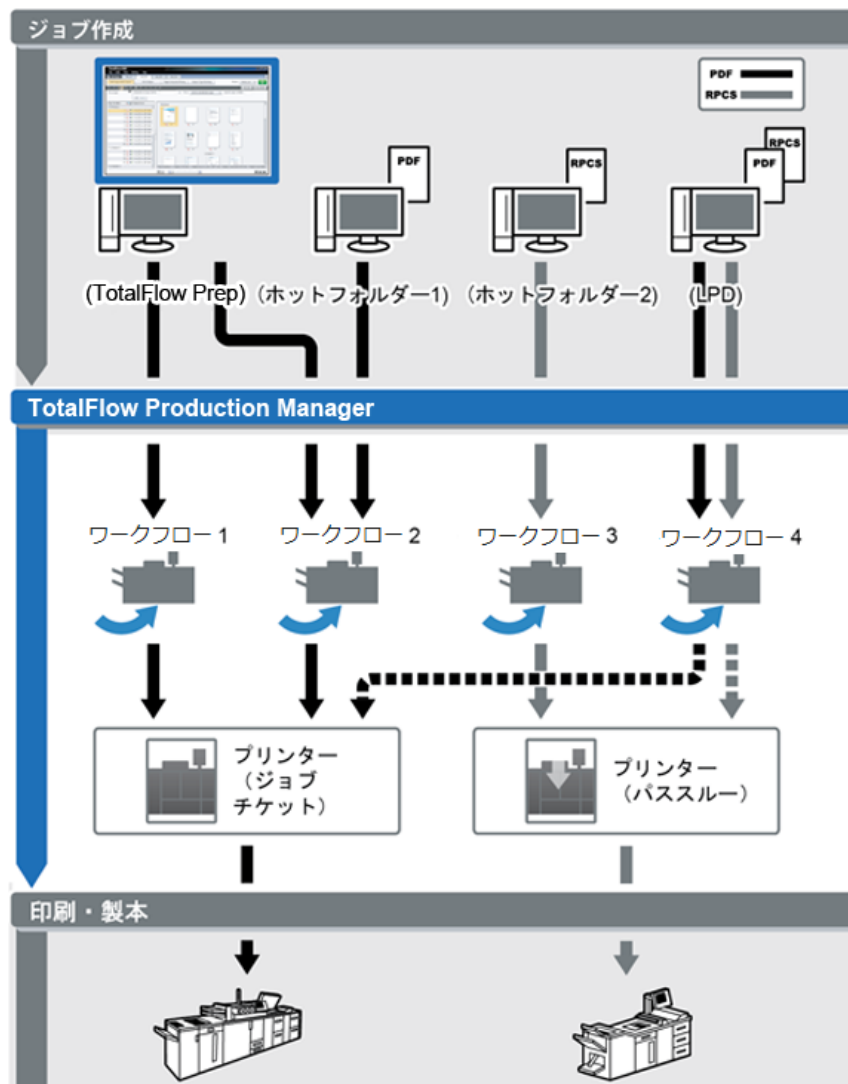 ジョブ作成
PDF
RPCS
PDF
RPCS
RPCS
PDF
(TotalFlow Prep)
(ホットフォルダー1)
(ホットフォルダー2)
(LPD)
TotalFlow Production Manager
ワークフロー 1
ワークフロー 2
ワークフロー 3
ワークフロー 4
プリンター
（ジョブ
チケット）
プリンター
（パススルー）
印刷・製本